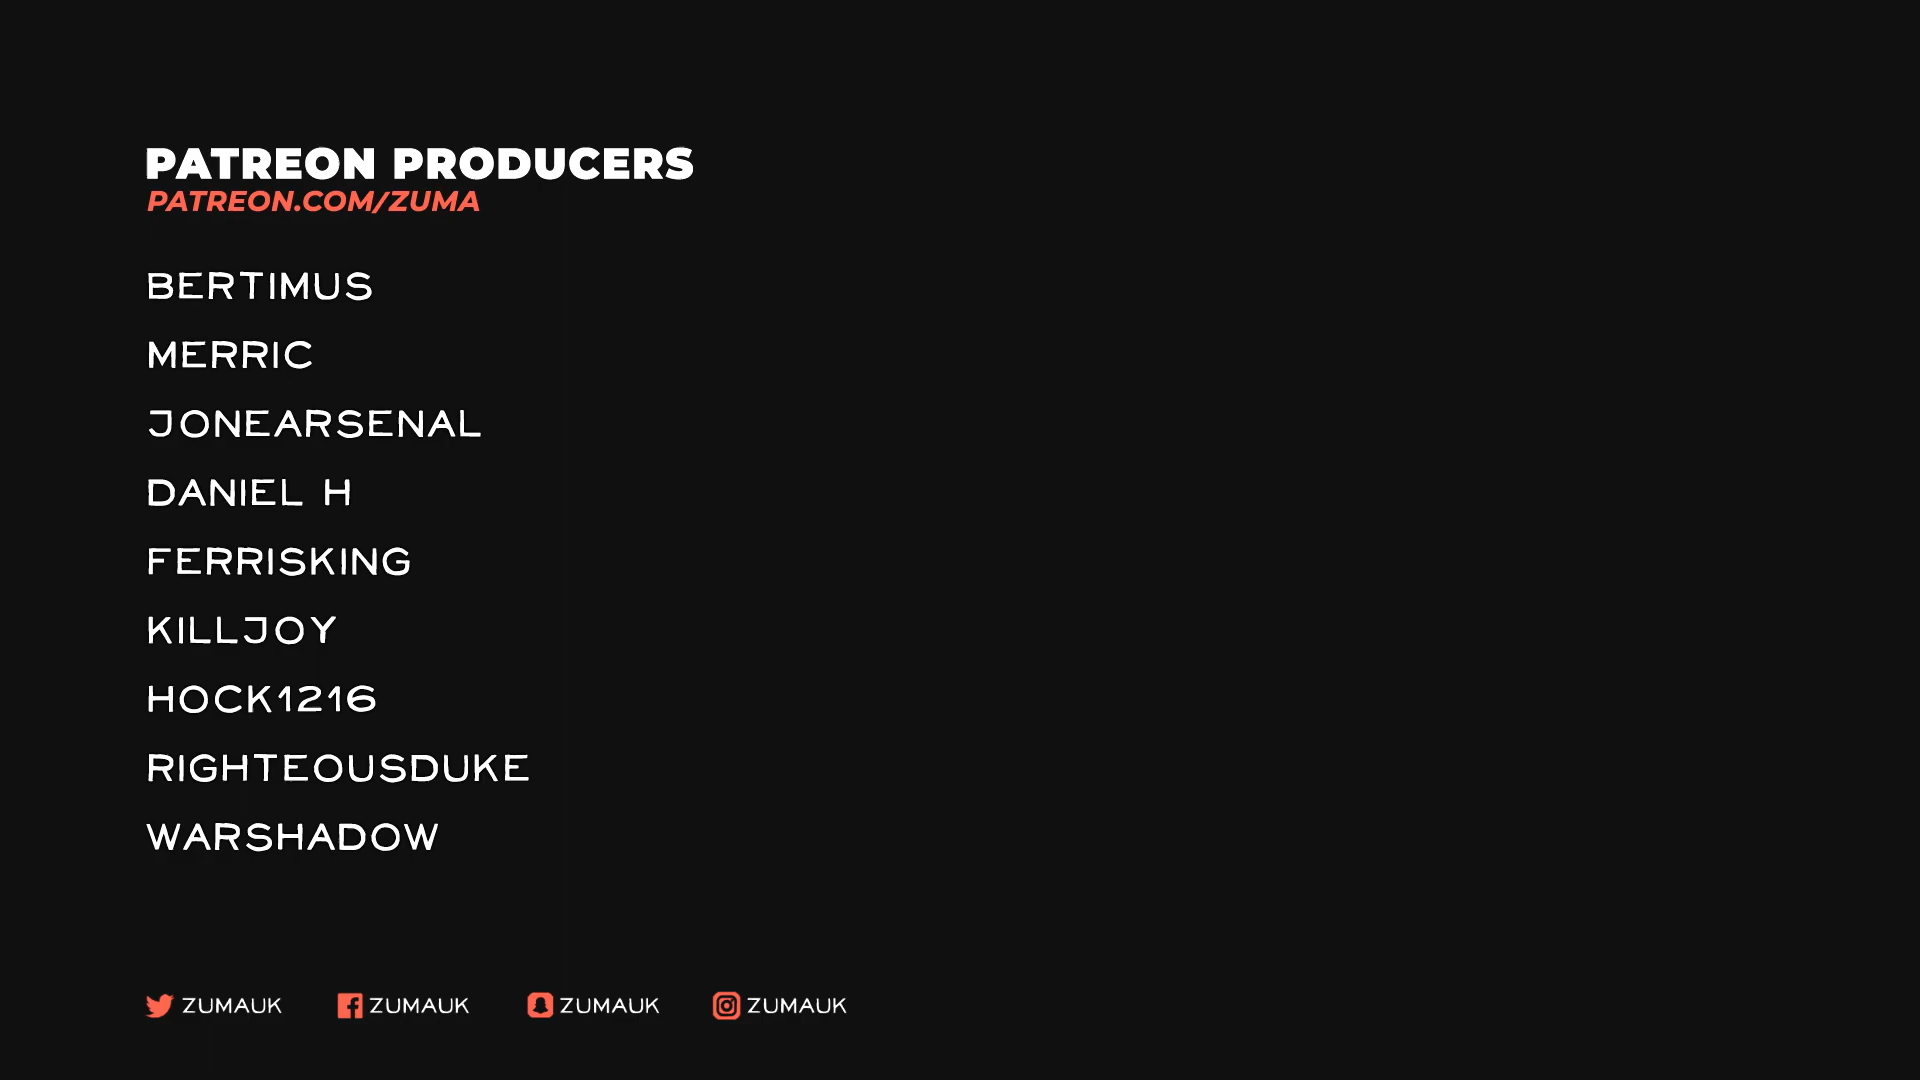 PATREON PRODUCERS
PATREON.COM/ZUMA
BERTIMUS
MERRIC
JONEARSENAL
DANIEL H
FERRISKING
KILLJOY
HOCK1216
RIGHTEOUSDUKE
WARSHADOW
ZUMAUK ZUMAUK ZUMAUK ZUMAUK